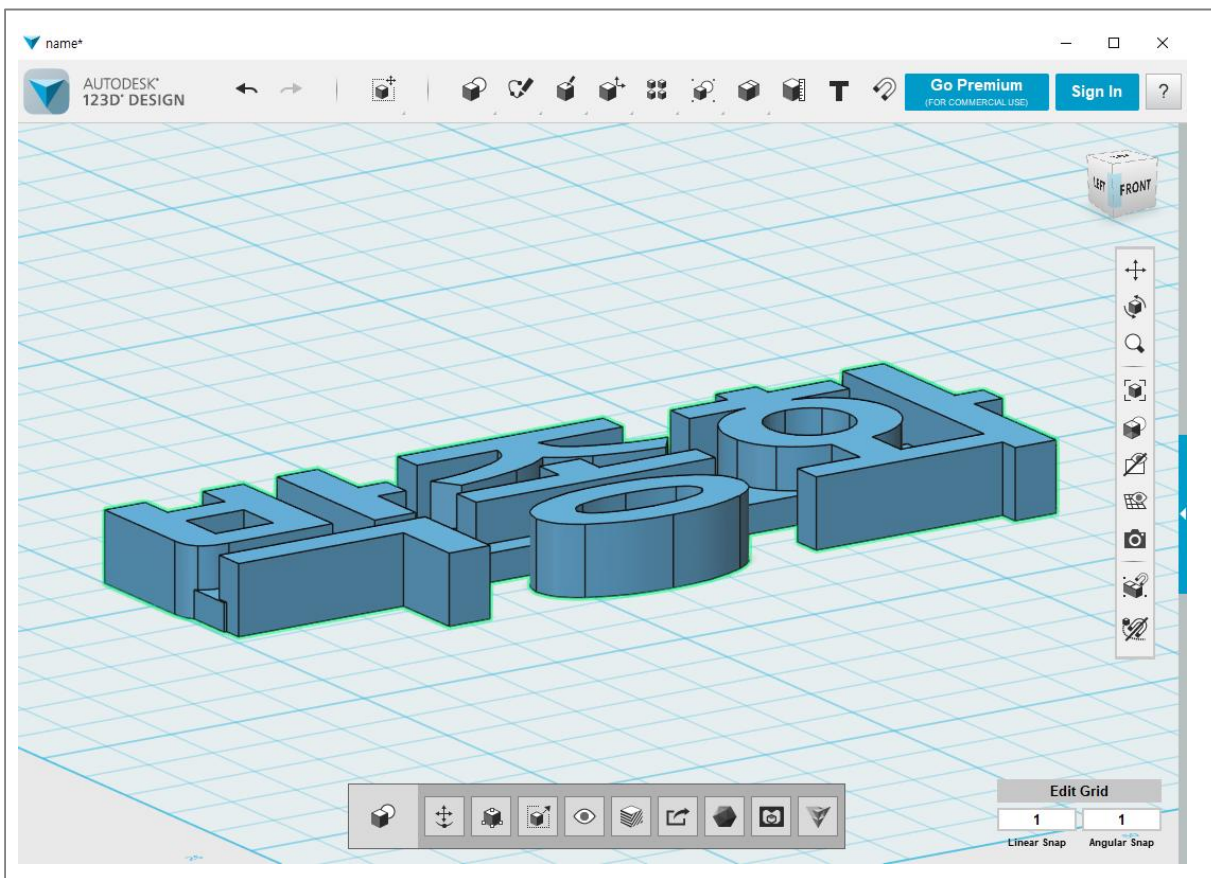 name*
AUTODESK®
123D® DESIGN
Go Premium
(FOR COMMERCIAL USE)
Sign In
?
LEFT
FRONT
Edit Grid
1
1
Linear Snap
Angular Snap